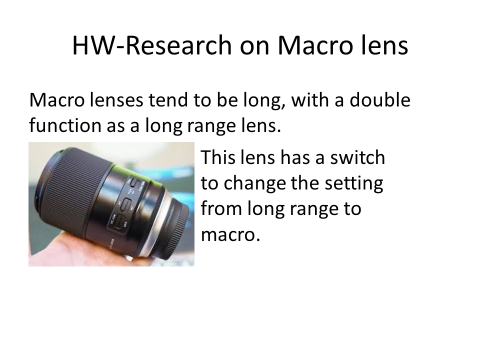 HW-Research on Macro lens
Macro lenses tend to be long, with a double
function as a long range lens.
This lens has a switch
to change the setting
from long range to
macro.